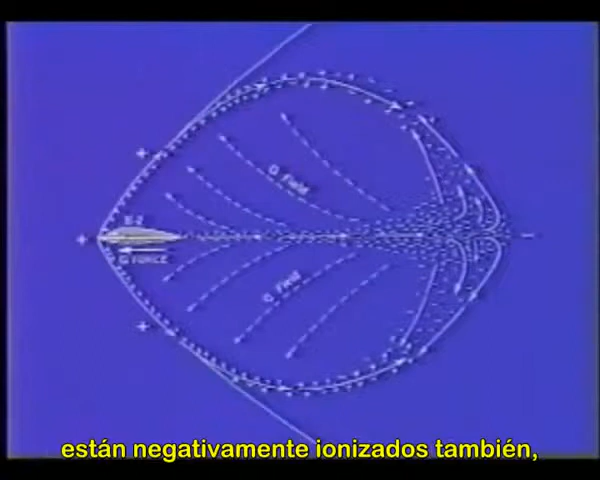 G Field
B-2
G FORCE
G Field
están negativamente ionizados también,